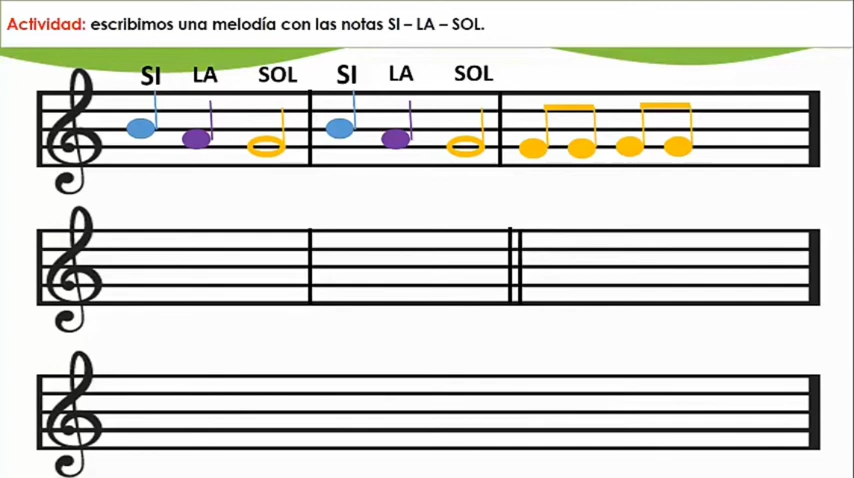 Actividad: escribimos una melodía con las notas SI – LA – SOL.
SI LA SOL SI LA SOL